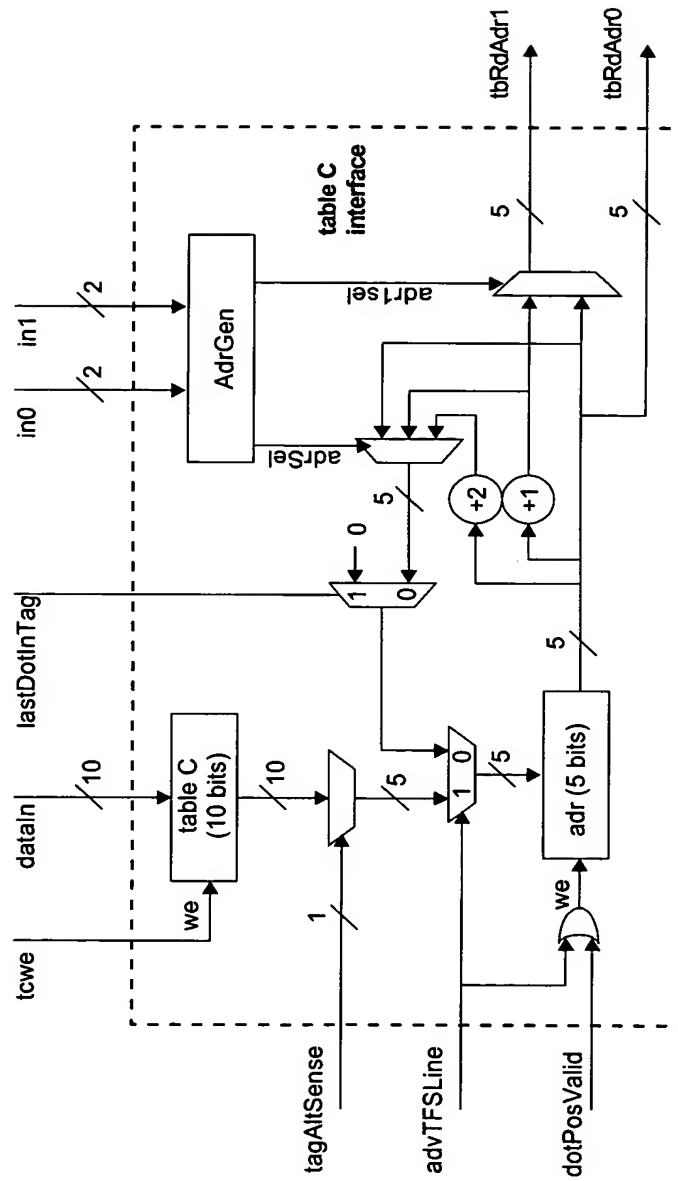 tcwe
dataIn
lastDotInTag
in0
in1
10
2
2
we
table C
(10 bits)
AdrGen
table C
interface
10
adrSel
adr1sel
0
1
0
5
5
tbRdAdr1
1
5
tagAltSense
1 0
+2
+1
5
5
5
tbRdAdr0
advTFSLine
we
adr (5 bits)
dotPosValid